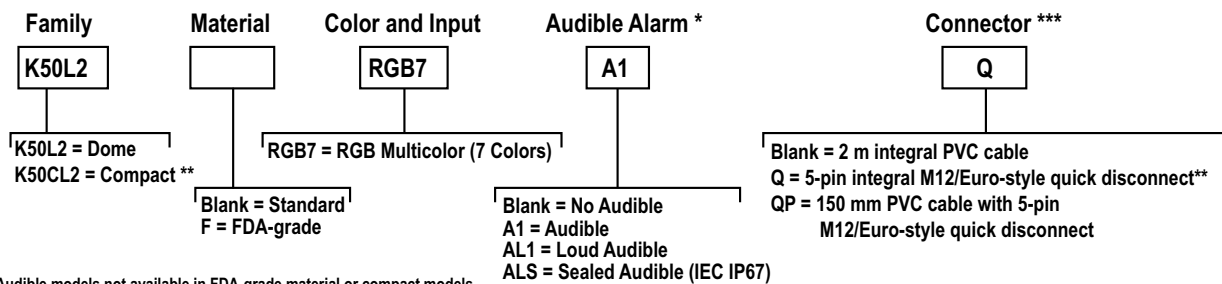 Family Material Color and Input Audible Alarm * Connector ***
K50L2 RGB7 A1 Q
K50L2 = Dome
K50CL2 = Compact **
Blank = Standard
F = FDA-grade
RGB7 = RGB Multicolor (7 Colors)
Blank = No Audible
A1 = Audible
AL1 = Loud Audible
ALS = Sealed Audible (IEC IP67)
Blank = 2 m integral PVC cable
Q = 5-pin integral M12/Euro-style quick disconnect**
QP = 150 mm PVC cable with 5-pin
M12/Euro-style quick disconnect
Audible models not available in FDA-grade material or compact models